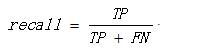 recall = TP / (TP + FN)